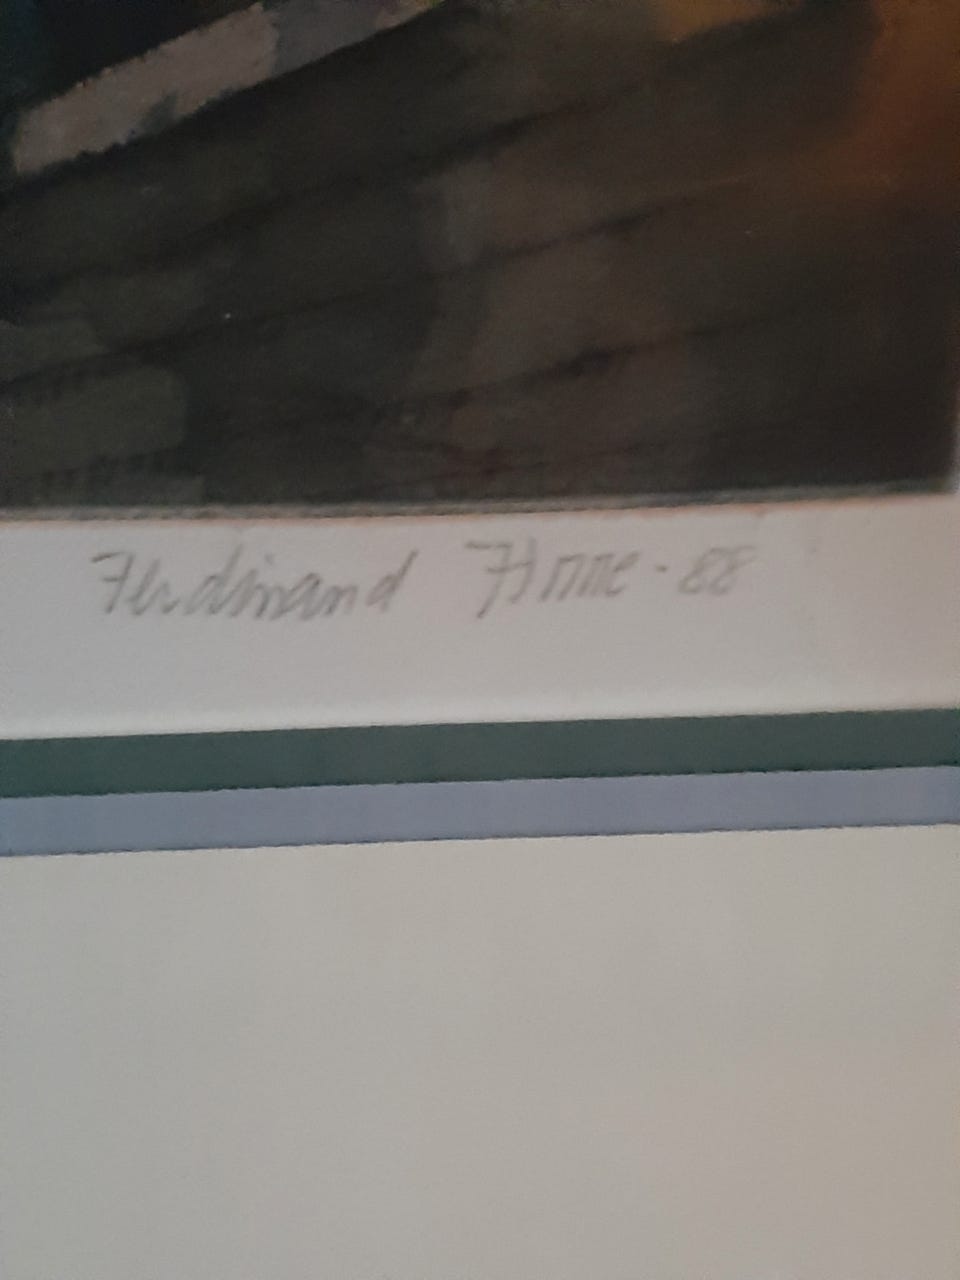 Ferdinand Finne - 88